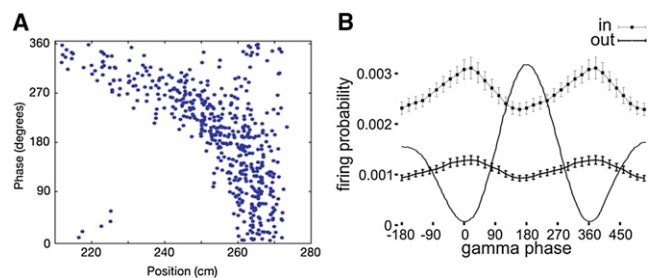 A
360
270
180
90
0
Phase (degrees)
220
240
260
280
Position (cm)
B
in
out
0.003
0.002
0.001
0
firing probability
-180
-90
0
90
180
270
360
450
gamma phase